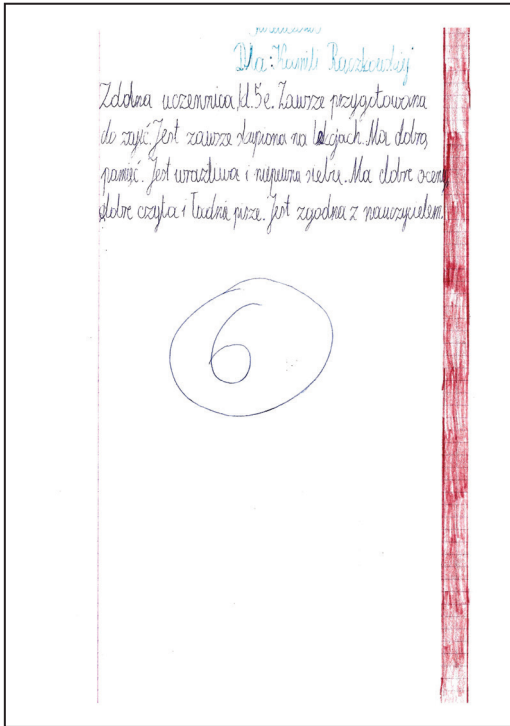 Dla: Kamili Raczkowskiej
Zdolna uczennica kl. 5e. Zawsze przygotowana
do zajęć. Jest zawsze skupiona na lekcjach. Ma dobrą
pamięć. Jest wrażliwa i niepewna siebie. Ma dobre oceny
dobrze czyta i ładnie pisze. Jest zgodna z nauczycielem.
6